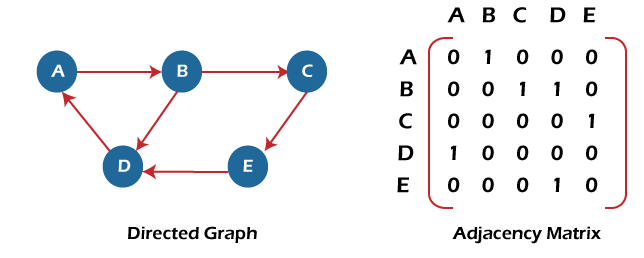 A B C
D E
Directed Graph
A B C D E
A 0 1 0 0 0
B 0 0 1 1 0
C 0 0 0 0 1
D 1 0 0 0 0
E 0 0 0 1 0
Adjacency Matrix